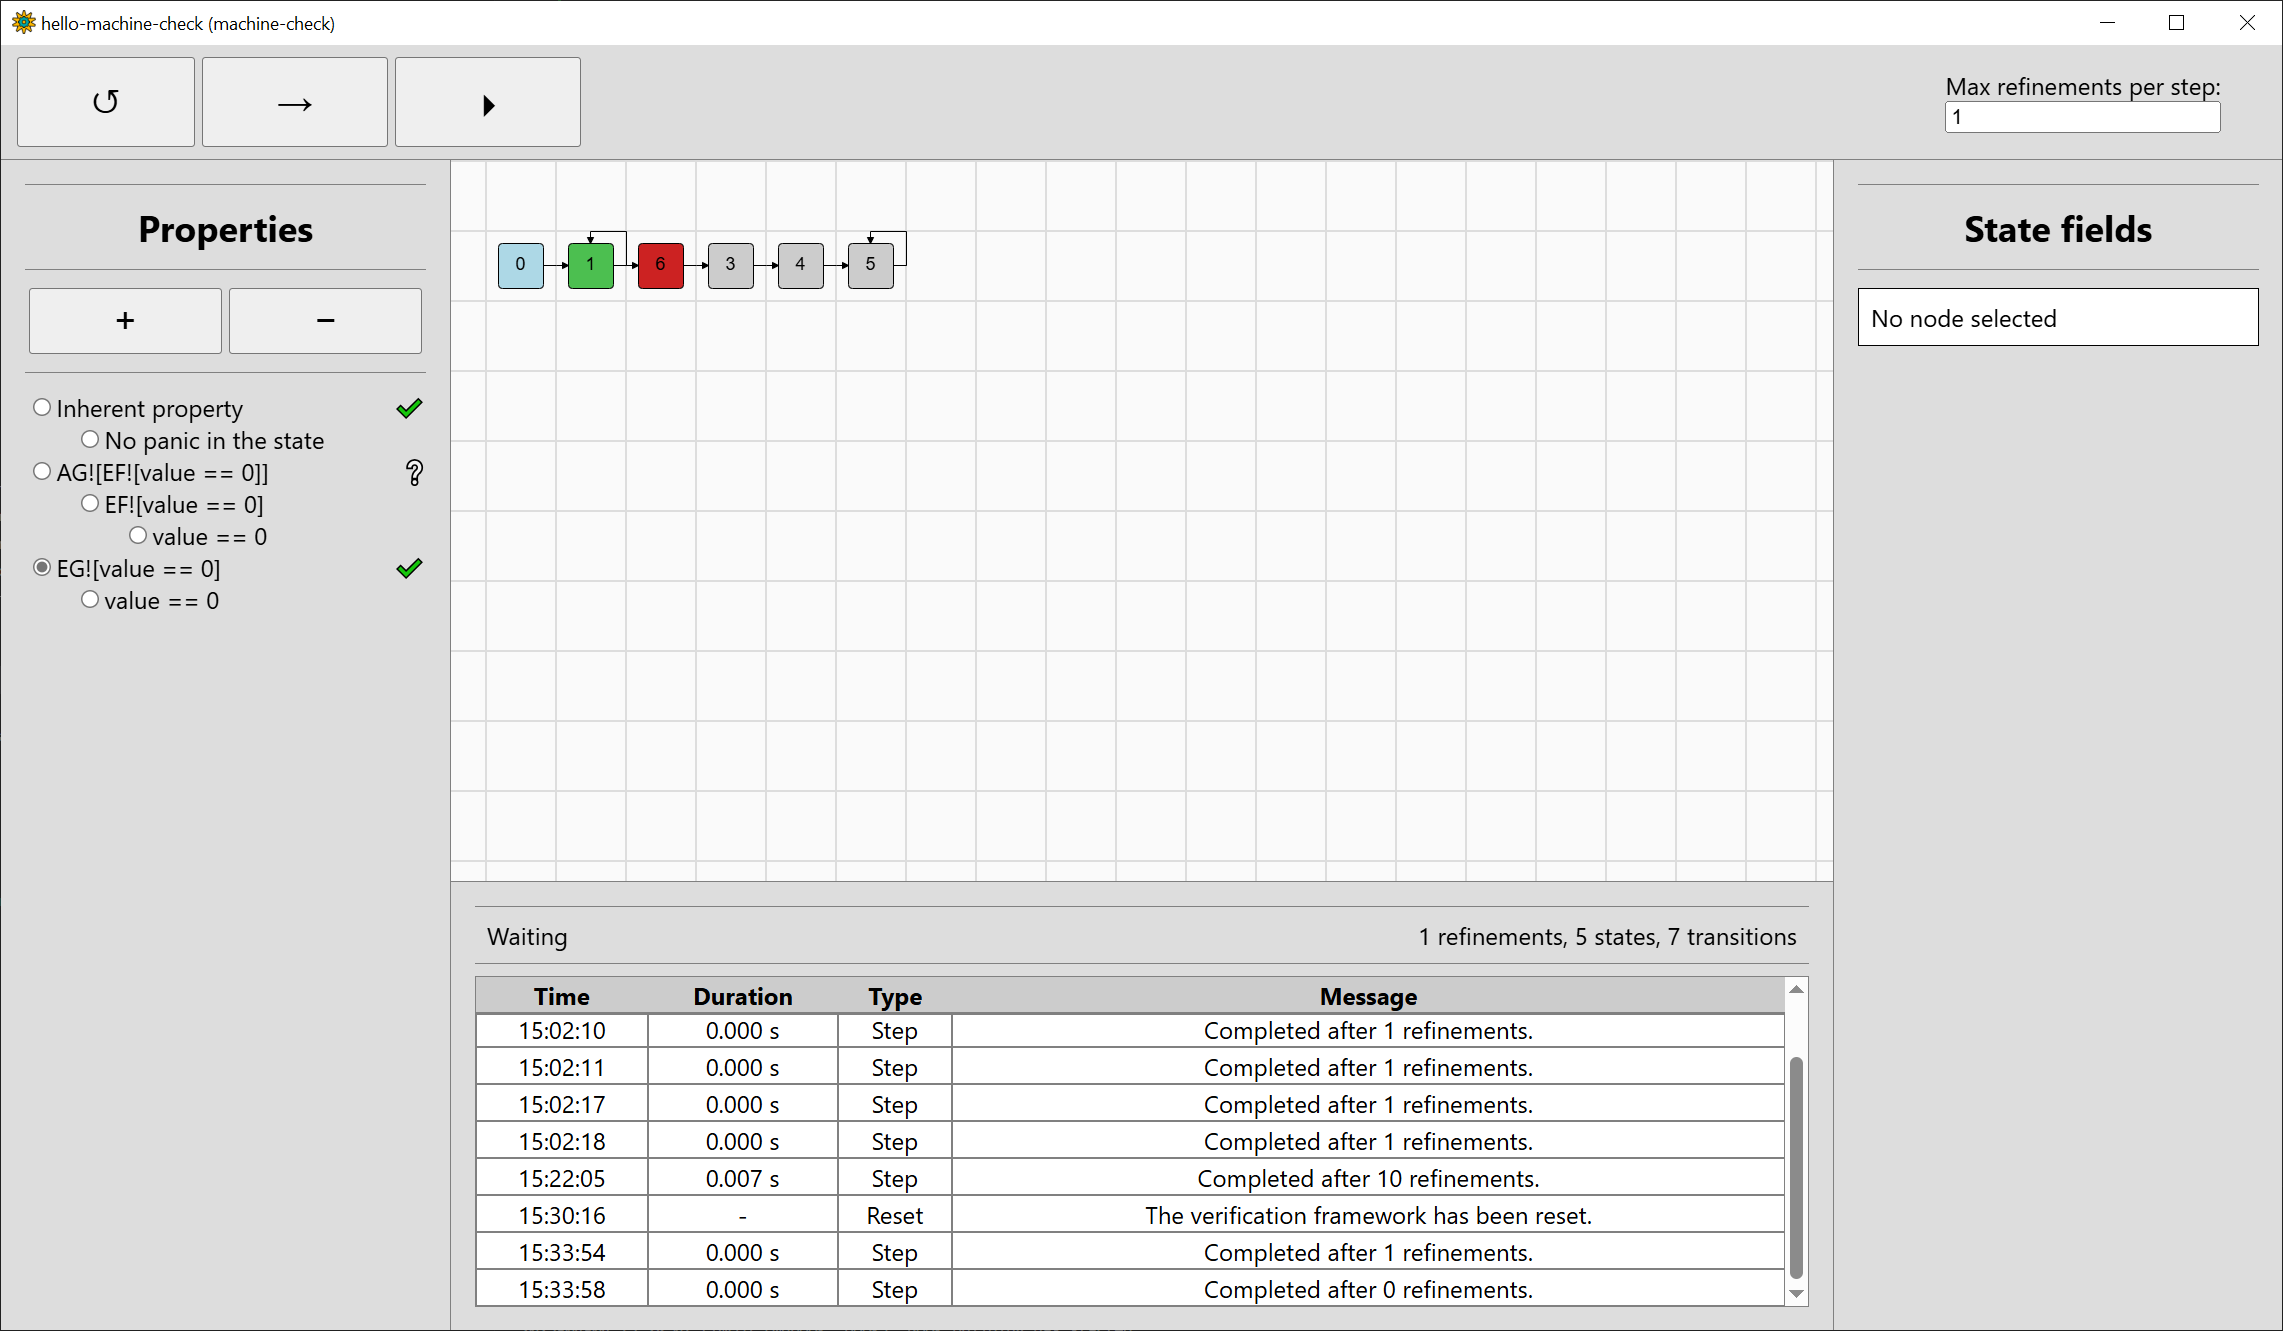 hello-machine-check (machine-check)
Max refinements per step:
1
Properties
+ −
Inherent property
No panic in the state
AG![EF![value == 0]]
EF![value == 0]
value == 0
EG![value == 0]
value == 0
0 1 6 3 4 5
State fields
No node selected
Waiting 1 refinements, 5 states, 7 transitions
Time Duration Type Message
15:02:10 0.000 s Step Completed after 1 refinements.
15:02:11 0.000 s Step Completed after 1 refinements.
15:02:17 0.000 s Step Completed after 1 refinements.
15:02:18 0.000 s Step Completed after 1 refinements.
15:22:05 0.007 s Step Completed after 10 refinements.
15:30:16 - Reset The verification framework has been reset.
15:33:54 0.000 s Step Completed after 1 refinements.
15:33:58 0.000 s Step Completed after 0 refinements.